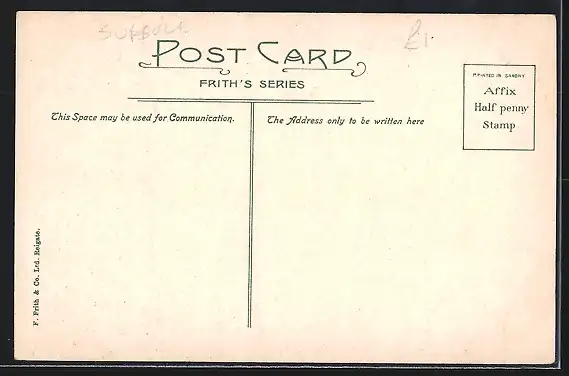 SUFFOLK
£1
POST CARD
FRITH'S SERIES
PRINTED IN SAXONY
Affix
Half penny
Stamp
This Space may be used for Communication.
The Address only to be written here
F. Frith & Co. Ltd. Reigate.